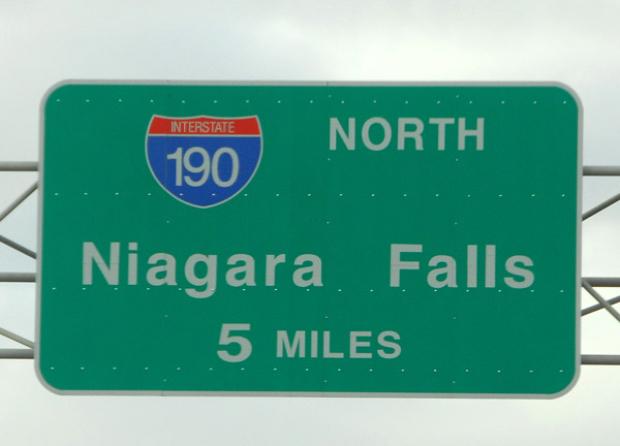 INTERSTATE
190
NORTH
Niagara Falls
5 MILES